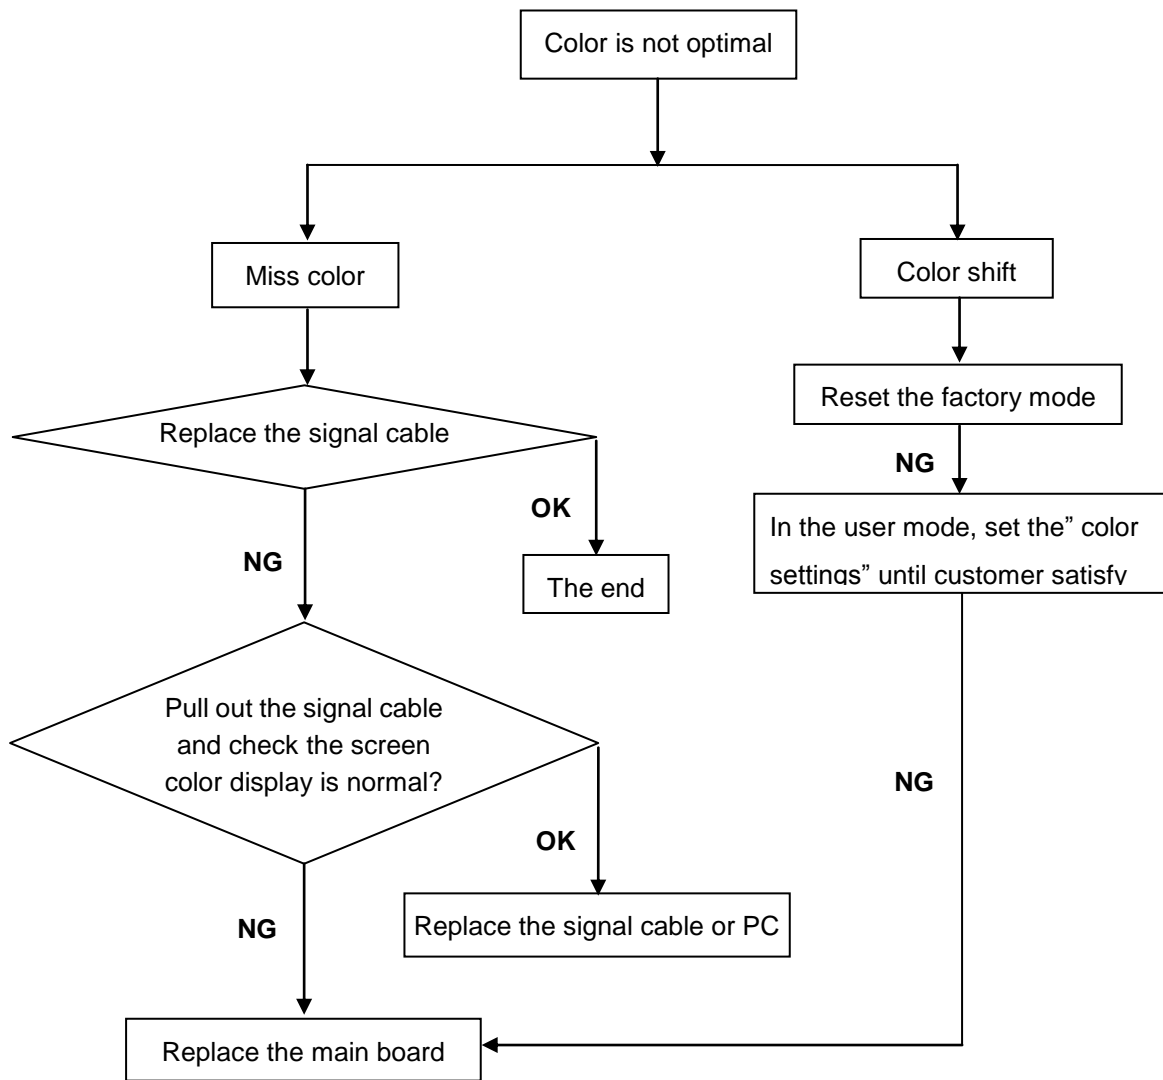 Color is not optimal
Miss color
Color shift
Replace the signal cable
Reset the factory mode
NG
OK
NG
In the user mode, set the” color
settings” until customer satisfy
The end
Pull out the signal cable
and check the screen
color display is normal?
NG
OK
NG
Replace the signal cable or PC
Replace the main board